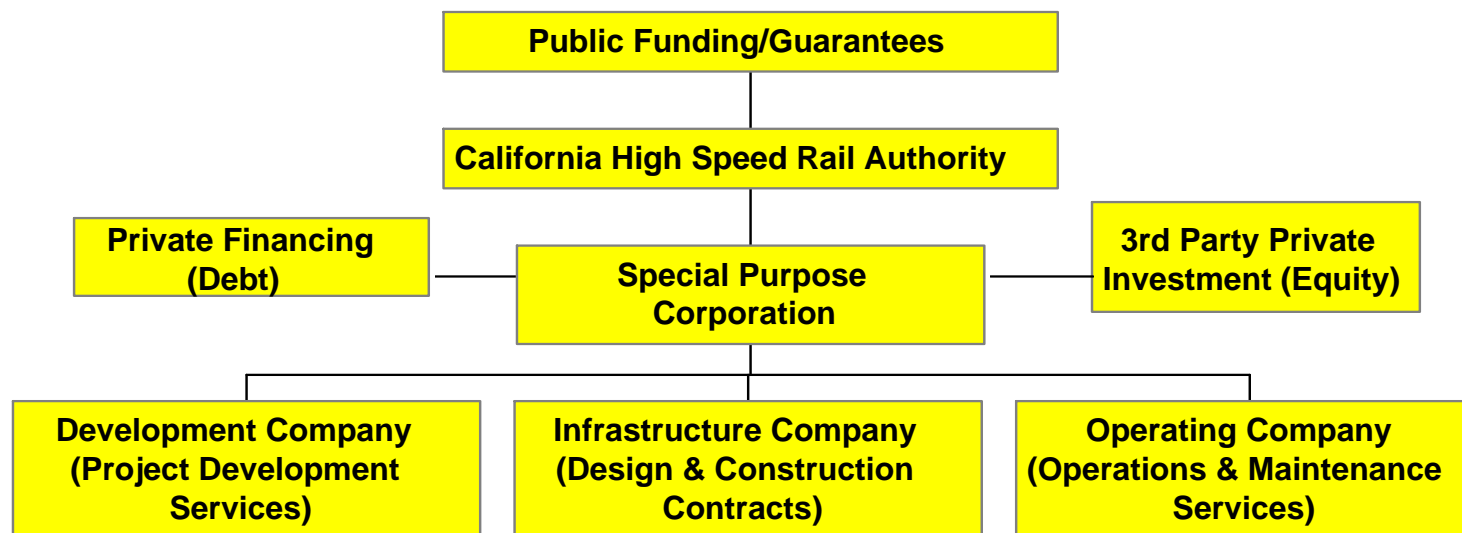 Public Funding/Guarantees
California High Speed Rail Authority
Private Financing
(Debt)
Special Purpose
Corporation
3rd Party Private
Investment (Equity)
Development Company
(Project Development
Services)
Infrastructure Company
(Design & Construction
Contracts)
Operating Company
(Operations & Maintenance
Services)